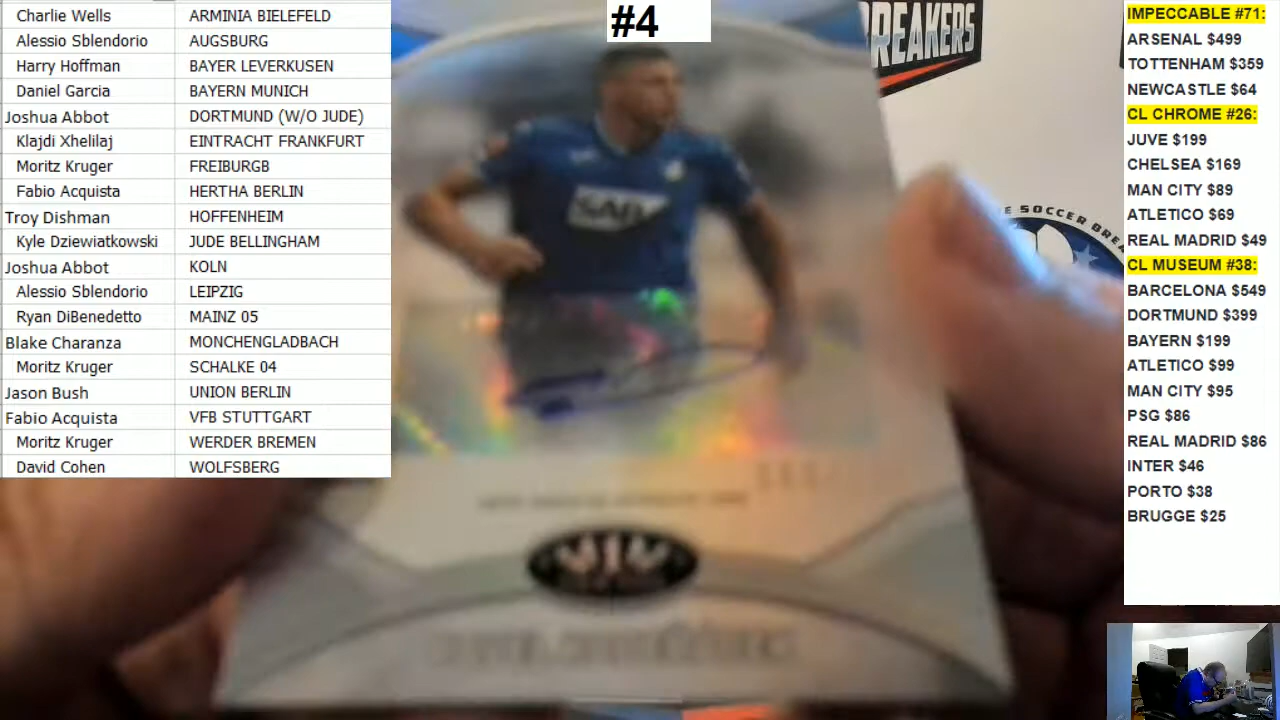 Charlie Wells ARMINIA BIELEFELD
Alessio Sblendorio AUGSBURG
Harry Hoffman BAYER LEVERKUSEN
Daniel Garcia BAYERN MUNICH
Joshua Abbot DORTMUND (W/O JUDE)
Klajdi Xhelilaj EINTRACHT FRANKFURT
Moritz Kruger FREIBURGB
Fabio Acquista HERTHA BERLIN
Troy Dishman HOFFENHEIM
Kyle Dziewiatkowski JUDE BELLINGHAM
Joshua Abbot KOLN
Alessio Sblendorio LEIPZIG
Ryan DiBenedetto MAINZ 05
Blake Charanza MONCHENGLADBACH
Moritz Kruger SCHALKE 04
Jason Bush UNION BERLIN
Fabio Acquista VFB STUTTGART
Moritz Kruger WERDER BREMEN
David Cohen WOLFSBERG
#4
SAP
BREAKERS
SOCCER BREA
IMPECCABLE #71:
ARSENAL $499
TOTTENHAM $359
NEWCASTLE $64
CL CHROME #26:
JUVE $199
CHELSEA $169
MAN CITY $89
ATLETICO $69
REAL MADRID $49
CL MUSEUM #38:
BARCELONA $549
DORTMUND $399
BAYERN $199
ATLETICO $99
MAN CITY $95
PSG $86
REAL MADRID $86
INTER $46
PORTO $38
BRUGGE $25